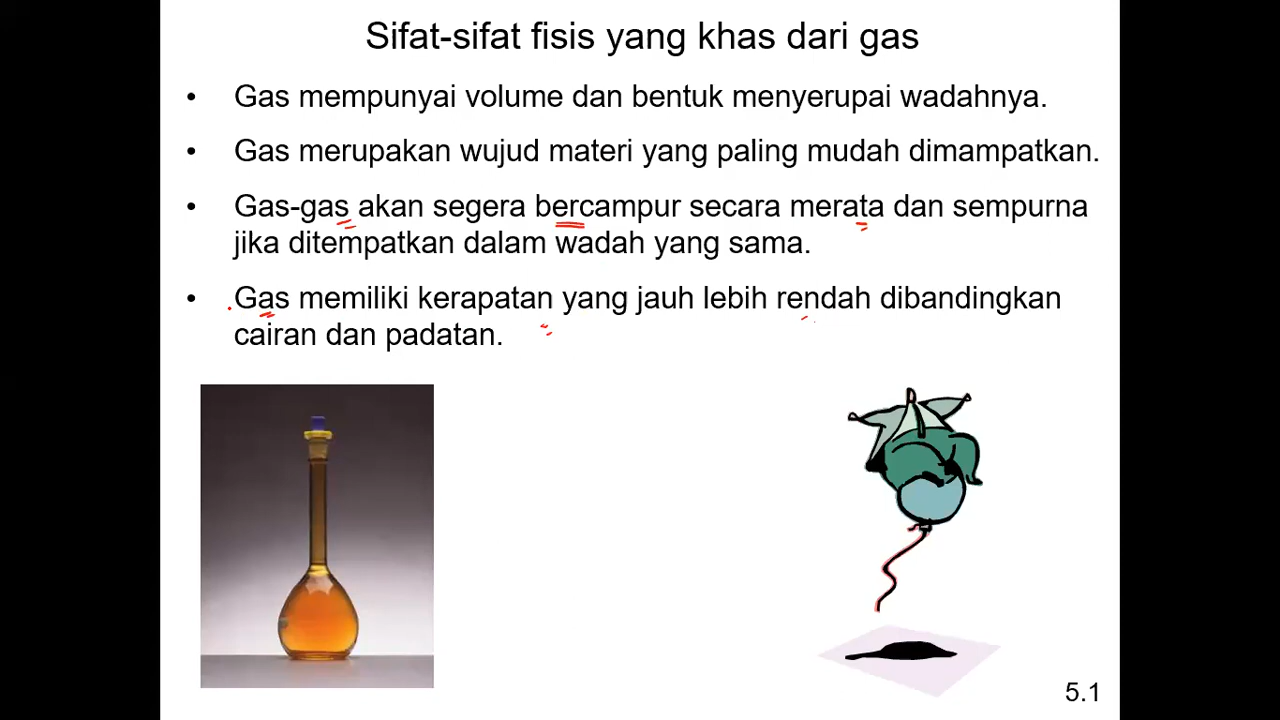 Sifat-sifat fisis yang khas dari gas
• Gas mempunyai volume dan bentuk menyerupai wadahnya.
• Gas merupakan wujud materi yang paling mudah dimampatkan.
• Gas-gas akan segera bercampur secara merata dan sempurna
jika ditempatkan dalam wadah yang sama.
• Gas memiliki kerapatan yang jauh lebih rendah dibandingkan
cairan dan padatan.
5.1